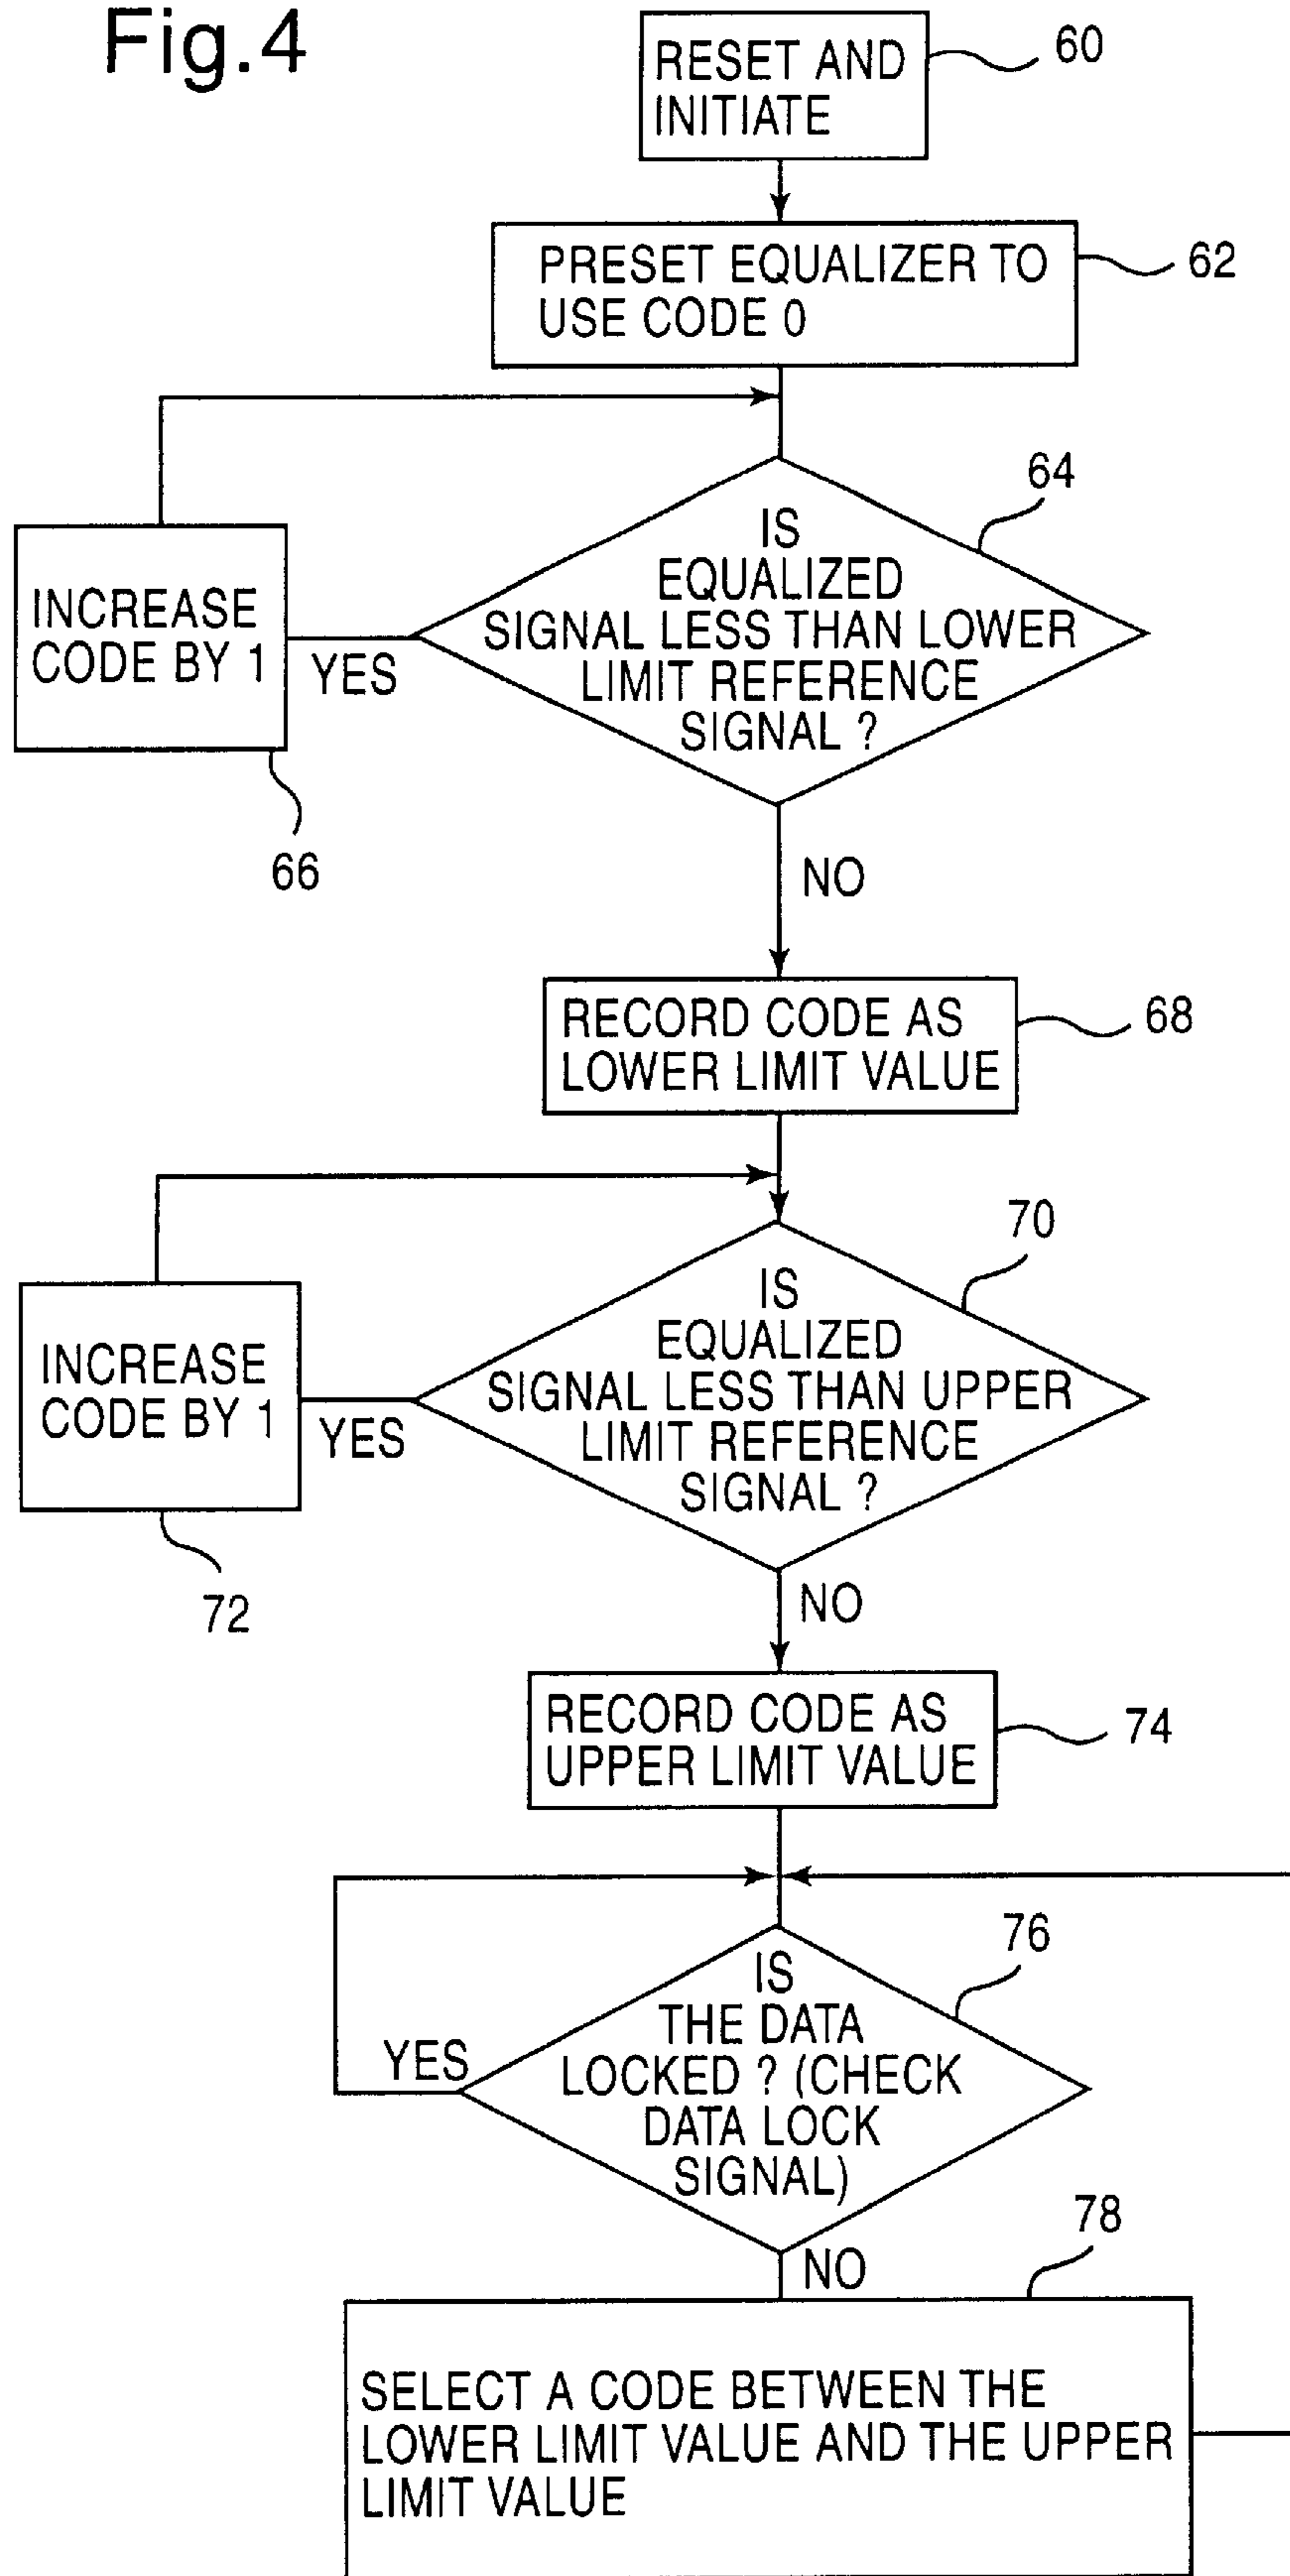 Fig.4
RESET AND
INITIATE
60
PRESET EQUALIZER TO
USE CODE 0
62
64
IS
EQUALIZED
SIGNAL LESS THAN LOWER
LIMIT REFERENCE
SIGNAL ?
INCREASE
CODE BY 1
YES
66
NO
RECORD CODE AS
LOWER LIMIT VALUE
68
70
IS
EQUALIZED
SIGNAL LESS THAN UPPER
LIMIT REFERENCE
SIGNAL ?
INCREASE
CODE BY 1
YES
72
NO
RECORD CODE AS
UPPER LIMIT VALUE
74
76
IS
THE DATA
LOCKED ? (CHECK
DATA LOCK
SIGNAL)
YES
NO
78
SELECT A CODE BETWEEN THE
LOWER LIMIT VALUE AND THE UPPER
LIMIT VALUE